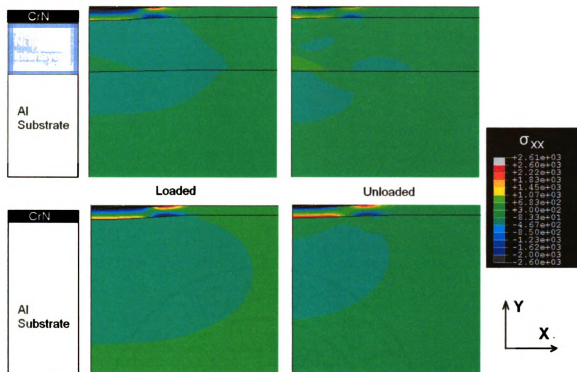 CrN
Al
Substrate
Loaded
Unloaded
CrN
Al
Substrate
σXX
+2.61e+03
+2.60e+03
+2.22e+03
+1.83e+03
+1.45e+03
+1.07e+03
+6.83e+02
+3.00e+02
-8.33e+01
-4.67e+02
-8.50e+02
-1.23e+03
-1.62e+03
-2.00e+03
-2.60e+03
Y
X